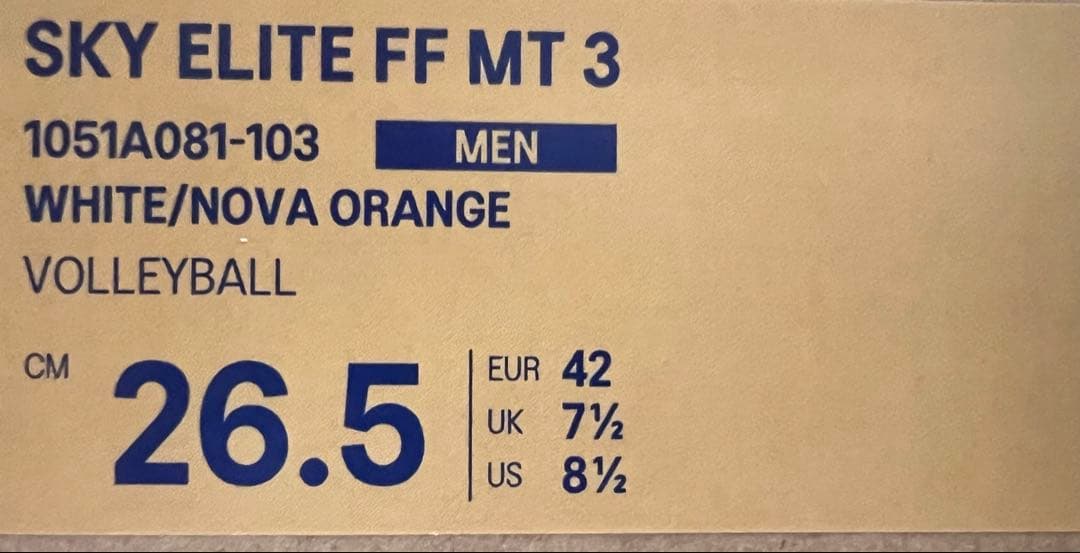 SKY ELITE FF MT 3
1051A081-103 MEN
WHITE/NOVA ORANGE
VOLLEYBALL
CM 26.5
EUR 42
UK 7½
US 8½